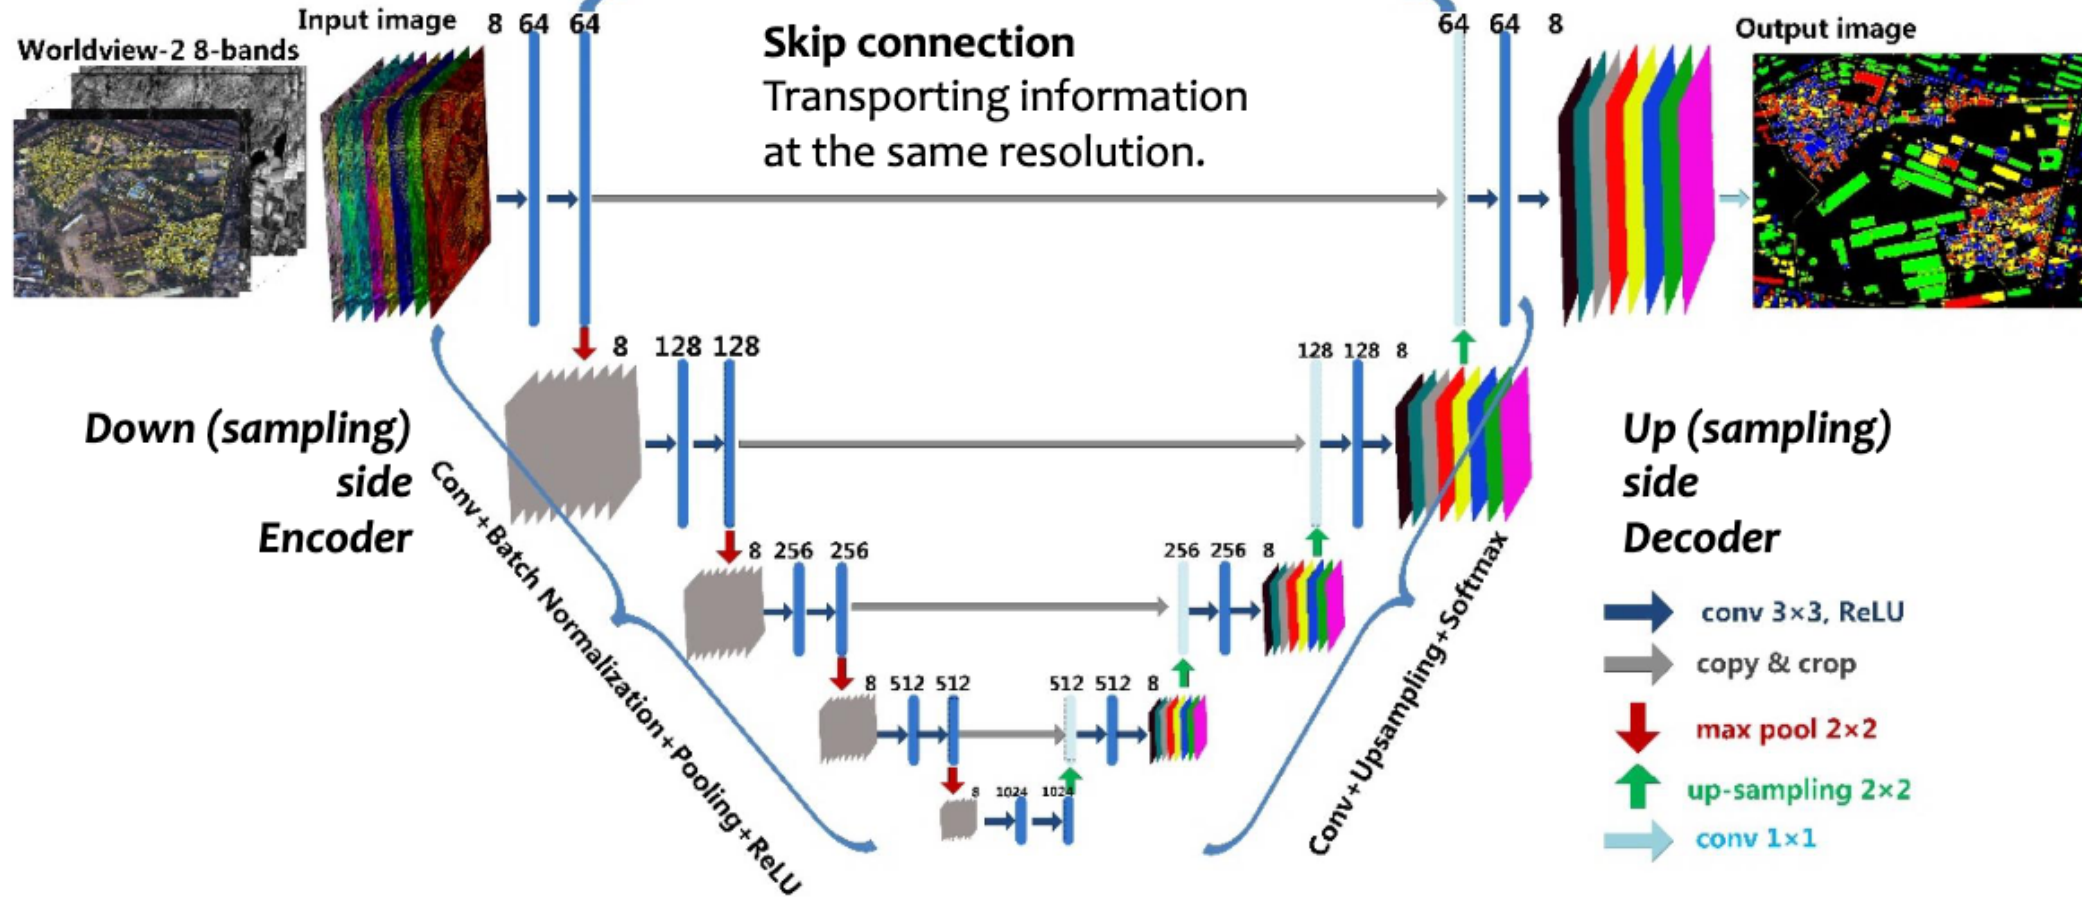 Input image
8 64 64
Skip connection
Transporting information
at the same resolution.
64 64 8
Output image
Worldview-2 8-bands
8 128 128
128 128 8
Down (sampling)
side
Encoder
Conv+Batch Normalization+Pooling+ReLU
8 256 256
256 256 8
8 512 512
512 512 8
8 1024 1024
Conv+Upsampling+Softmax
Up (sampling)
side
Decoder
conv 3×3, ReLU
copy & crop
max pool 2×2
up-sampling 2×2
conv 1×1